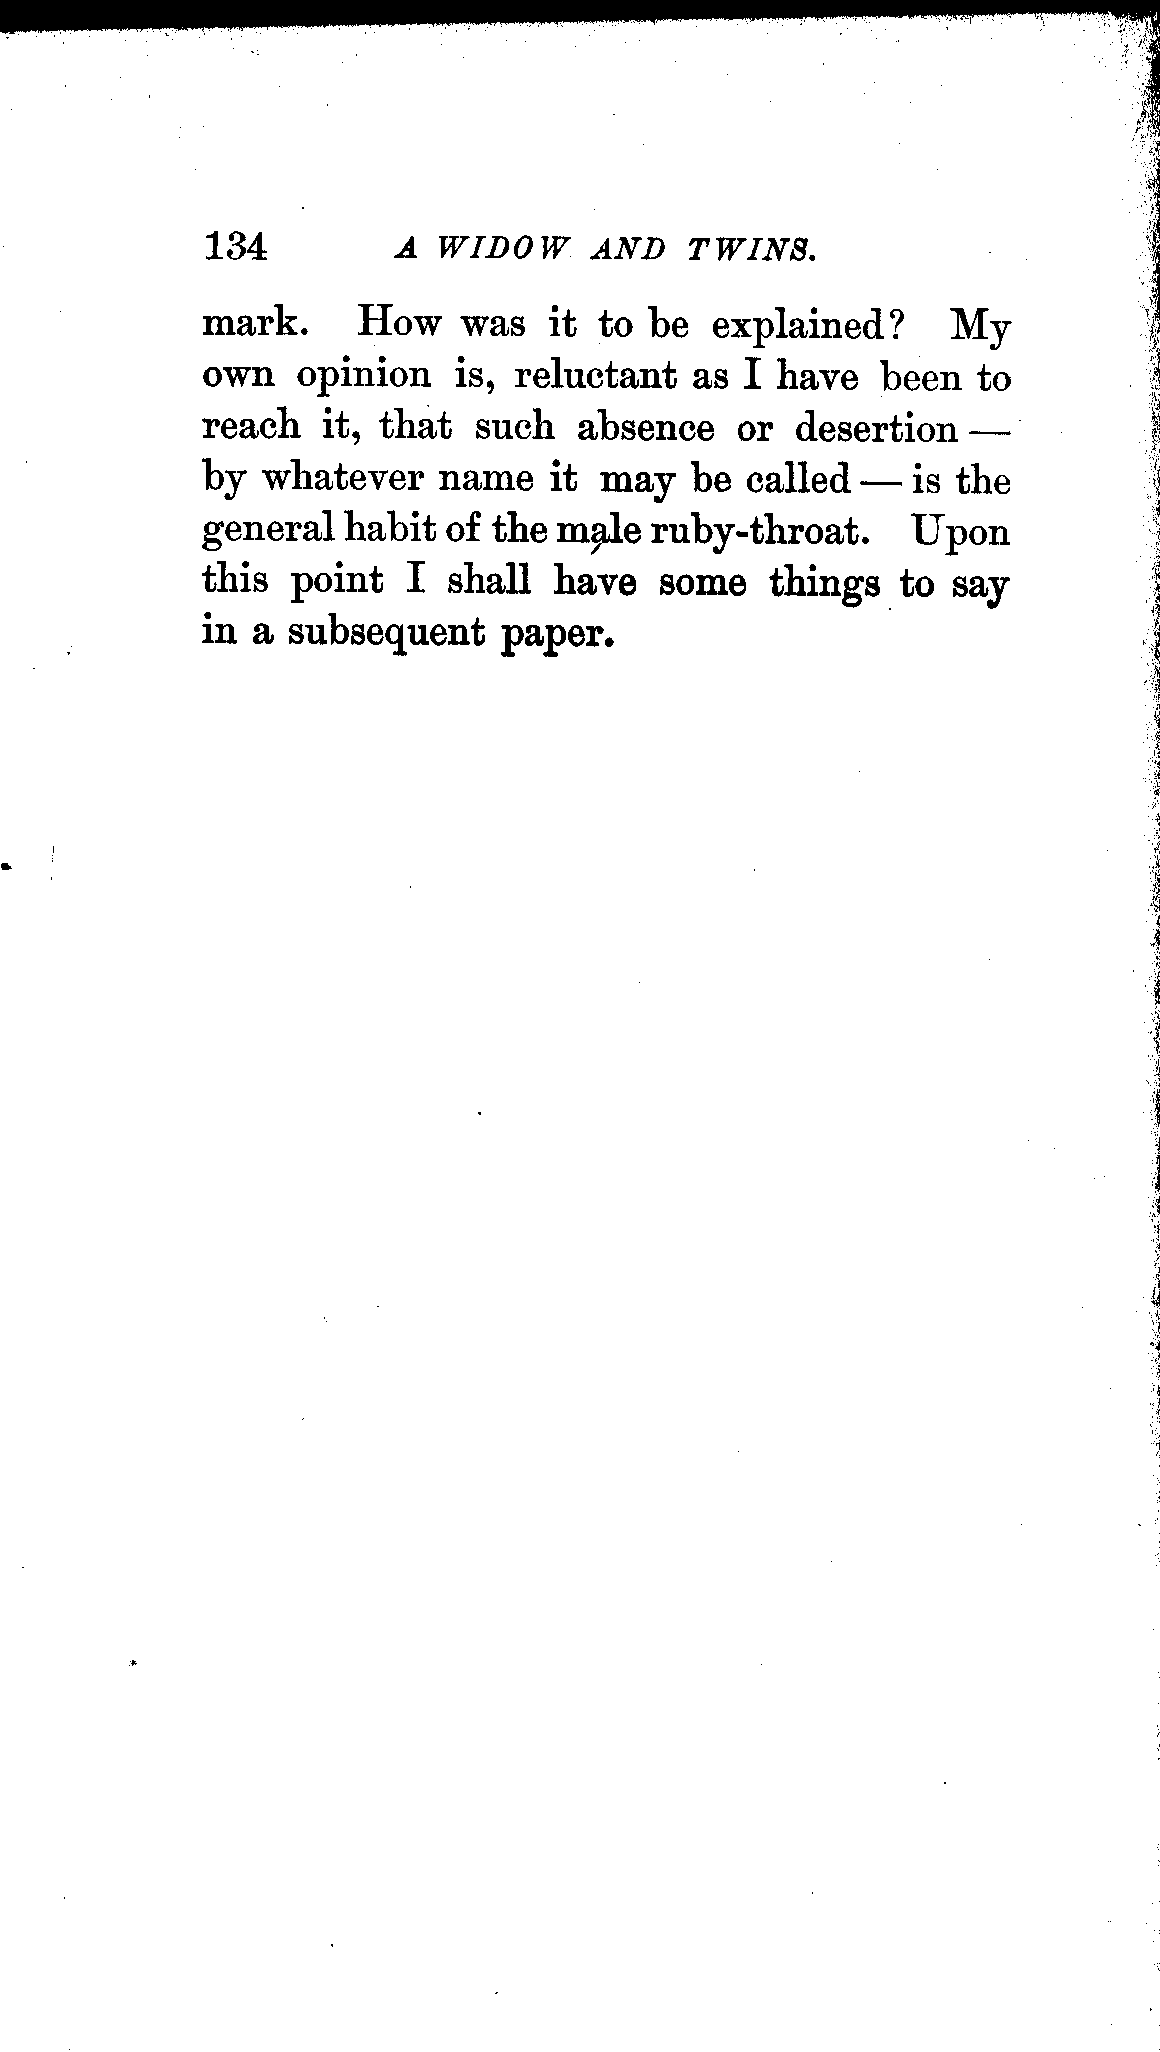 134 A WIDOW AND TWINS.
mark. How was it to be explained? My
own opinion is, reluctant as I have been to
reach it, that such absence or desertion —
by whatever name it may be called — is the
general habit of the male ruby-throat. Upon
this point I shall have some things to say
in a subsequent paper.